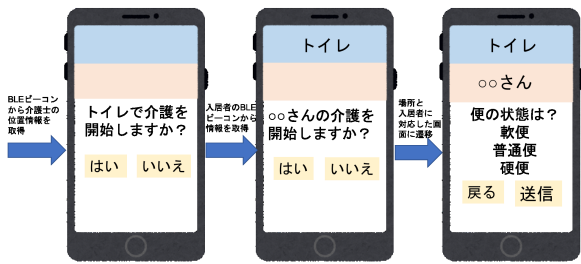 BLEビーコン
から介護士の
位置情報を
取得
トイレで介護を
開始しますか？
はい
いいえ
入居者のBLE
ビーコンから
情報を取得
トイレ
○○さんの介護を
開始しますか？
はい
いいえ
場所と
入居者に
対応した画
面に遷移
トイレ
○○さん
便の状態は？
軟便
普通便
硬便
戻る
送信